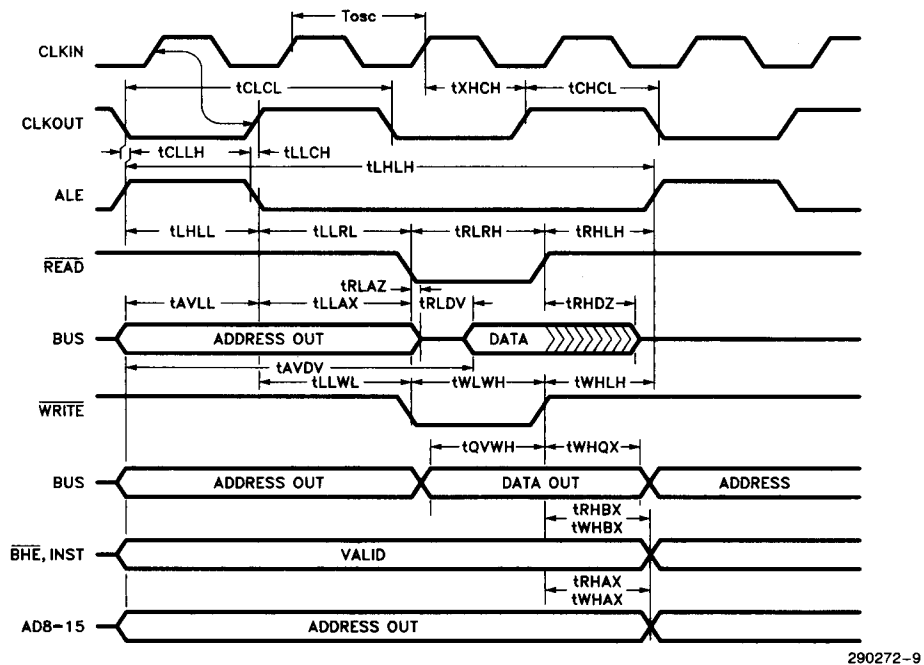 Tosc
CLKIN
tCLCL tXHCH tCHCL
CLKOUT
tCLLH tLLCH tLHLH
ALE
tLHLL tLLRL tRLRH tRHLH
READ
tRLAZ tRLDV
tAVLL tLLAX tRHDZ
BUS ADDRESS OUT DATA
tAVDV
tLLWL tWLWH tWHLH
WRITE
tQVWH tWHQX
BUS ADDRESS OUT DATA OUT ADDRESS
tRHBX
tWHBX
BHE, INST VALID
tRHAX
tWHAX
AD8-15 ADDRESS OUT
290272-9